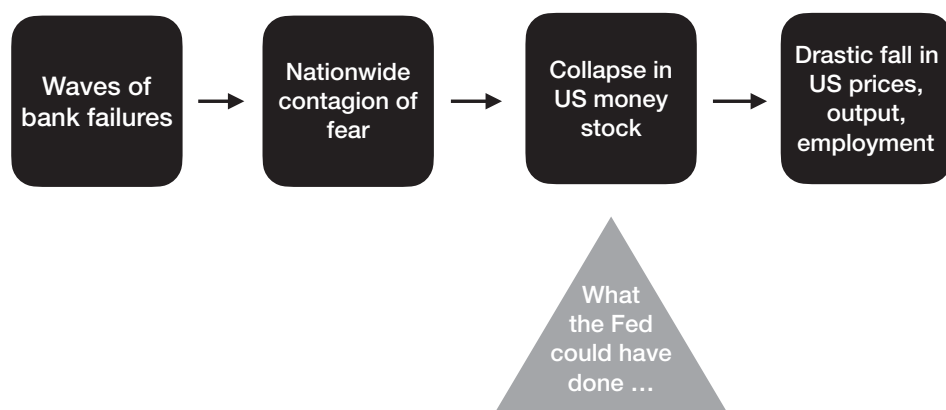 Waves of
bank failures
Nationwide
contagion of
fear
Collapse in
US money
stock
Drastic fall in
US prices,
output,
employment
What
the Fed
could have
done …